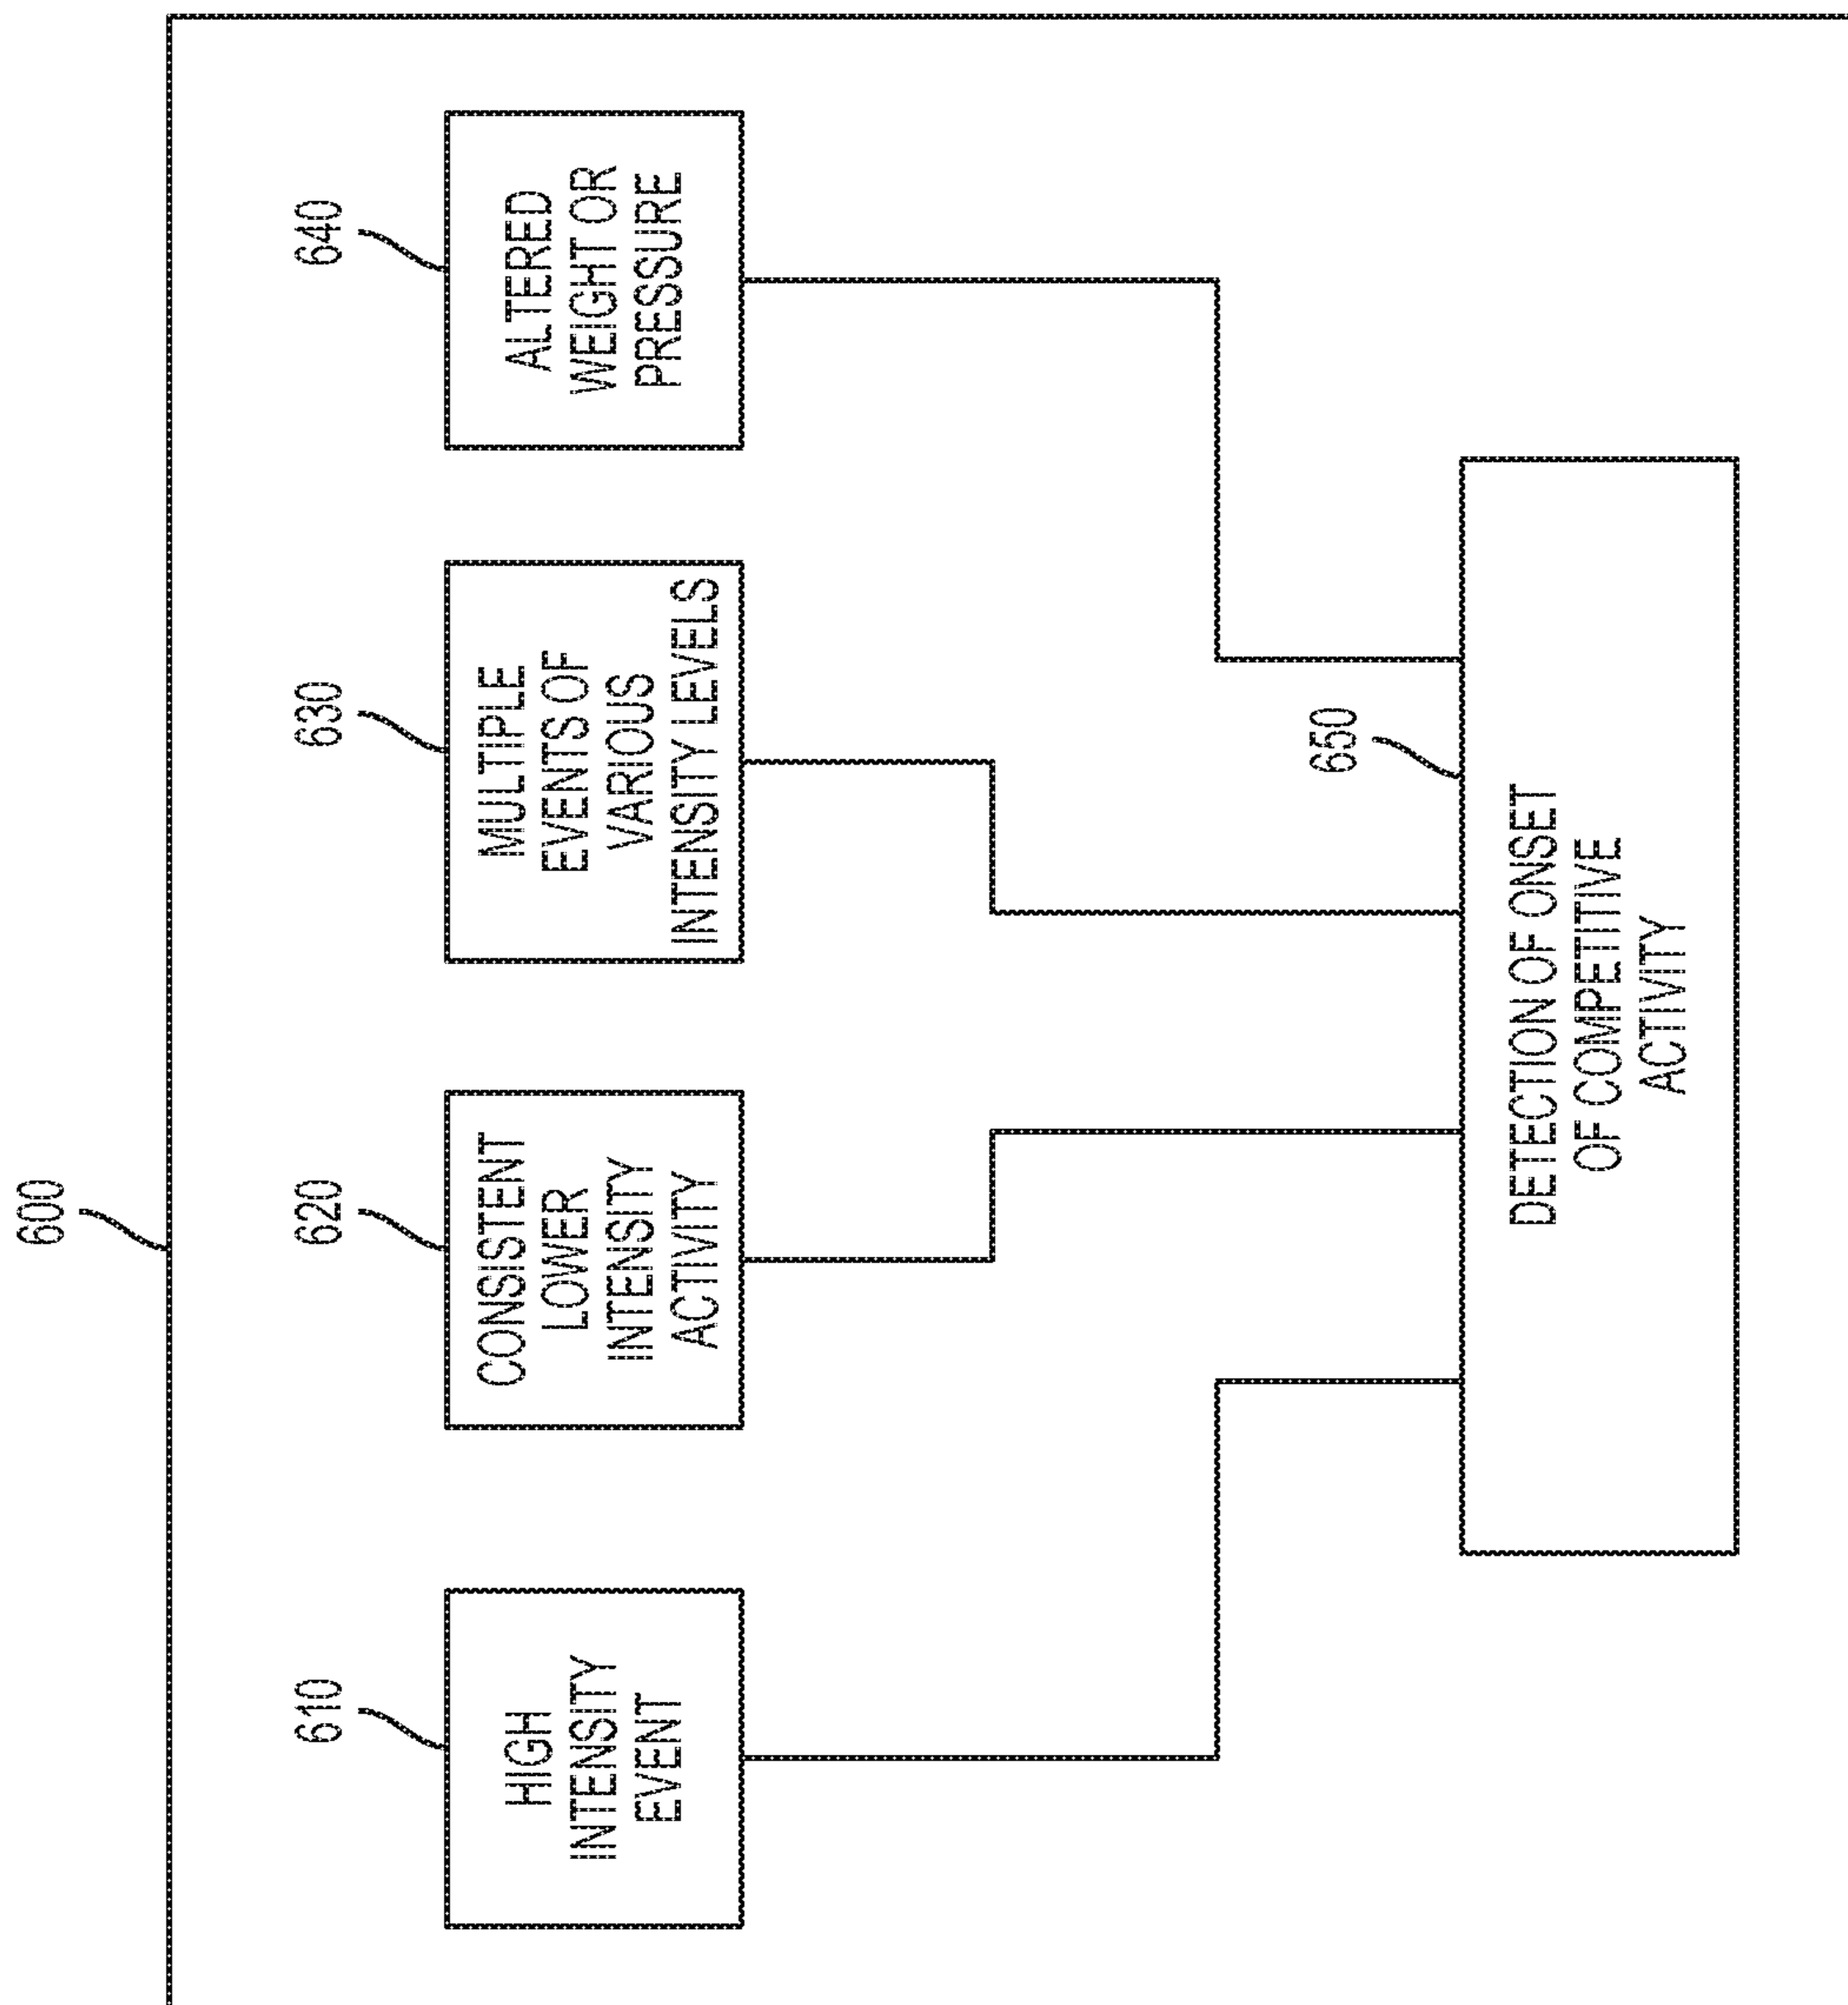 600
610
HIGH
INTENSITY
EVENT
620
CONSISTENT
LOWER
INTENSITY
ACTIVITY
630
MULTIPLE
EVENTS OF
VARIOUS
INTENSITY LEVELS
640
ALTERED
WEIGHT OR
PRESSURE
650
DETECTION OF ONSET
OF COMPETITIVE
ACTIVITY